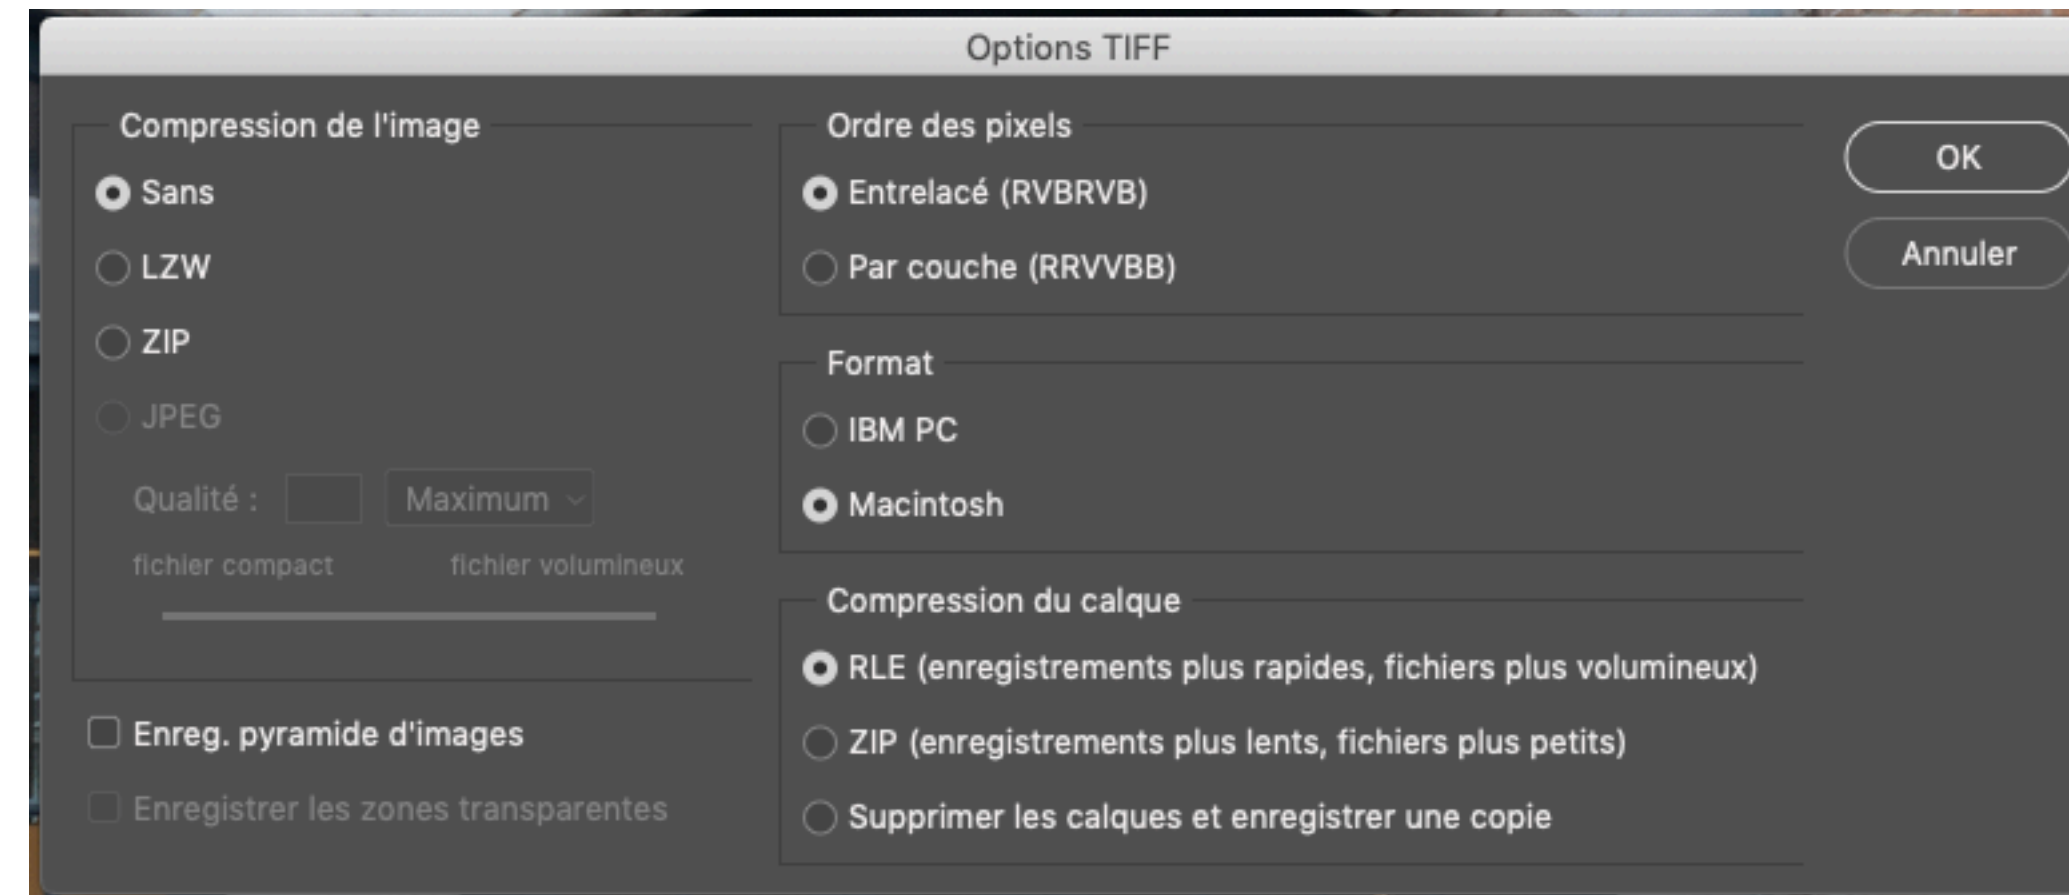 Options TIFF
Compression de l'image
Sans
LZW
ZIP
JPEG
Qualité :
Maximum
fichier compact
fichier volumineux
Enreg. pyramide d'images
Enregistrer les zones transparentes
Ordre des pixels
Entrelacé (RVBRVB)
Par couche (RRVVBB)
Format
IBM PC
Macintosh
Compression du calque
RLE (enregistrements plus rapides, fichiers plus volumineux)
ZIP (enregistrements plus lents, fichiers plus petits)
Supprimer les calques et enregistrer une copie
OK
Annuler